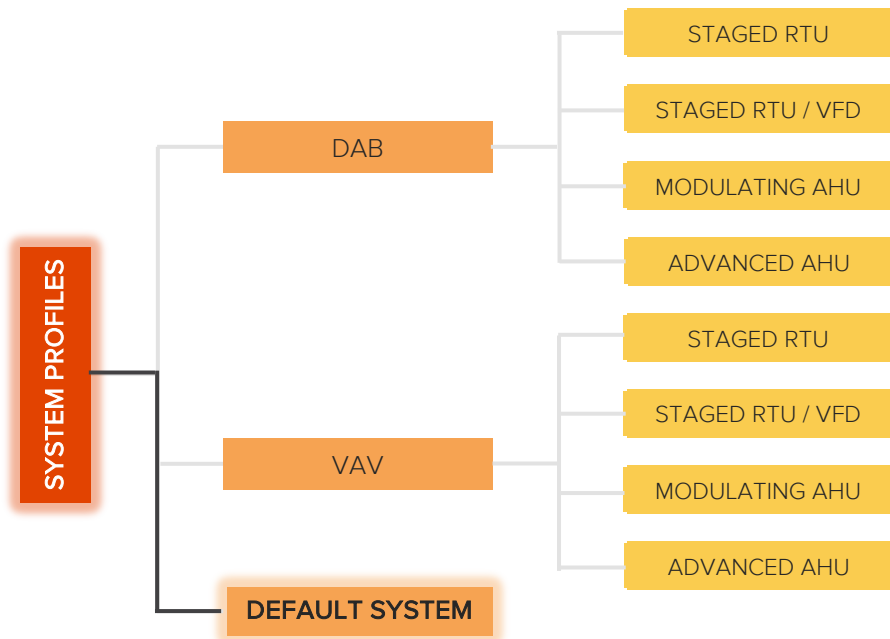 SYSTEM PROFILES
DAB
STAGED RTU
STAGED RTU / VFD
MODULATING AHU
ADVANCED AHU
VAV
STAGED RTU
STAGED RTU / VFD
MODULATING AHU
ADVANCED AHU
DEFAULT SYSTEM